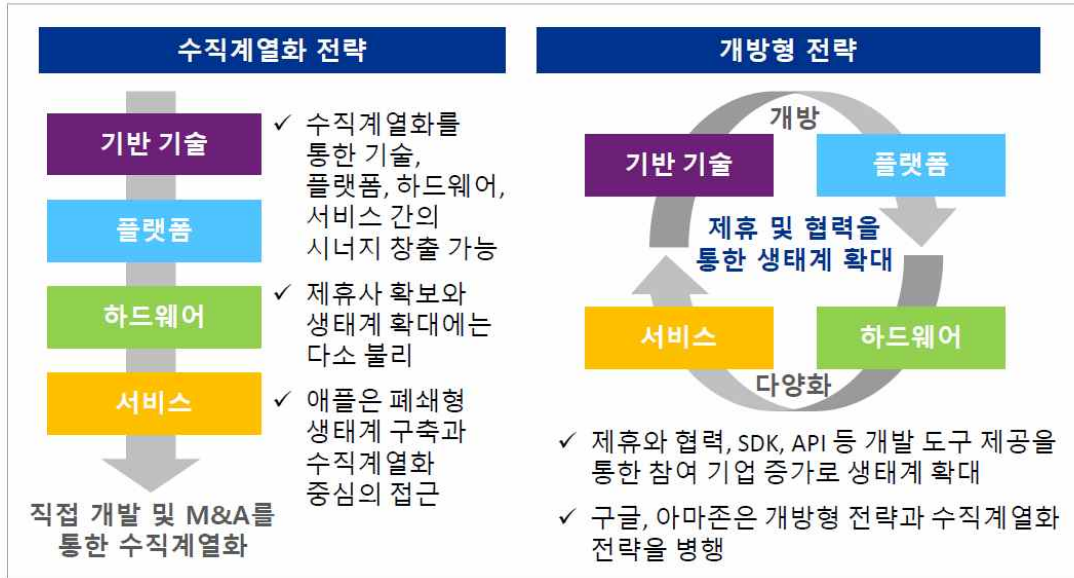 수직계열화 전략
기반 기술
플랫폼
하드웨어
서비스
직접 개발 및 M&A를
통한 수직계열화
✓ 수직계열화를
통한 기술,
플랫폼, 하드웨어,
서비스 간의
시너지 창출 가능
✓ 제휴사 확보와
생태계 확대에는
다소 불리
✓ 애플은 폐쇄형
생태계 구축과
수직계열화
중심의 접근
개방형 전략
개방
기반 기술
플랫폼
제휴 및 협력을
통한 생태계 확대
서비스
하드웨어
다양화
✓ 제휴와 협력, SDK, API 등 개발 도구 제공을
통한 참여 기업 증가로 생태계 확대
✓ 구글, 아마존은 개방형 전략과 수직계열화
전략을 병행